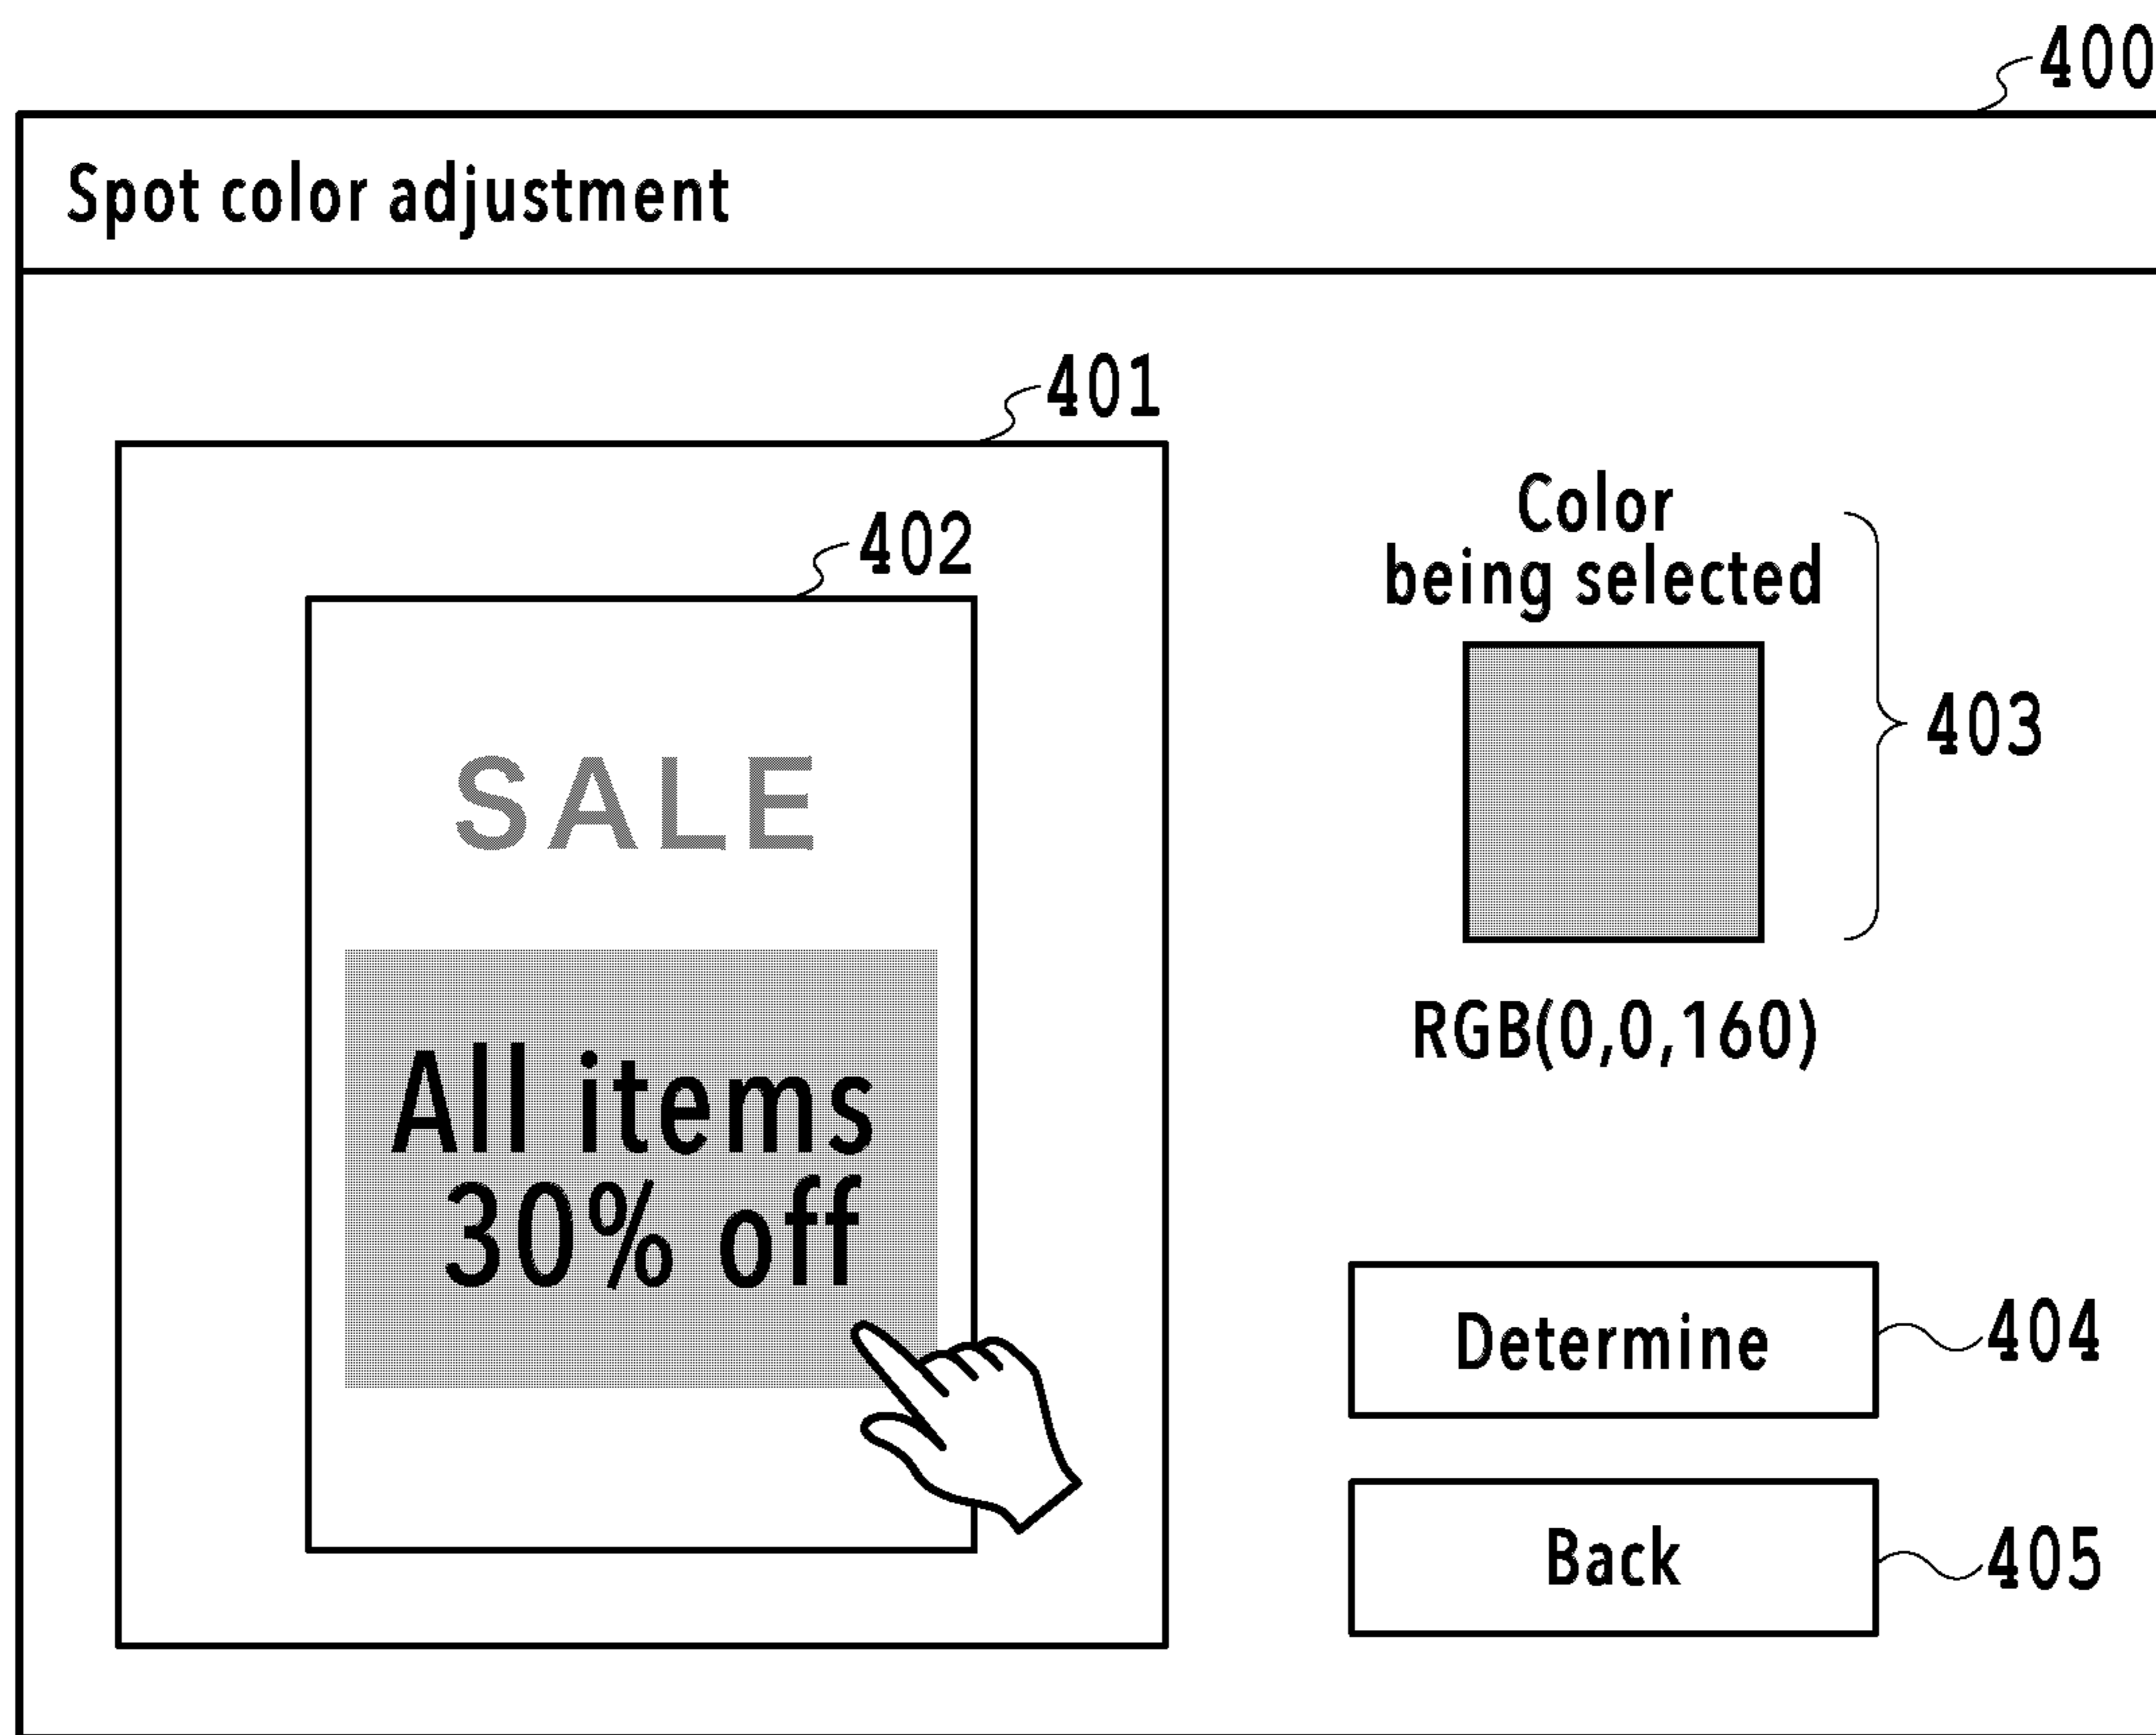 400
Spot color adjustment
401
402
SALE
All items
30% off
Color
being selected
403
RGB(0,0,160)
Determine
404
Back
405